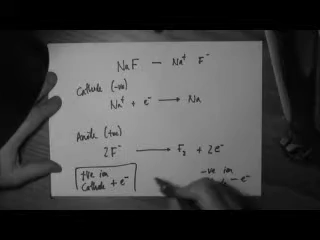 NaF — Na⁺ F⁻
Cathode (-ve)
Na⁺ + e⁻ → Na
Anode (+ve)
2F⁻ → F₂ + 2e⁻
+ve ion
Cathode + e⁻
-ve ion
- e⁻